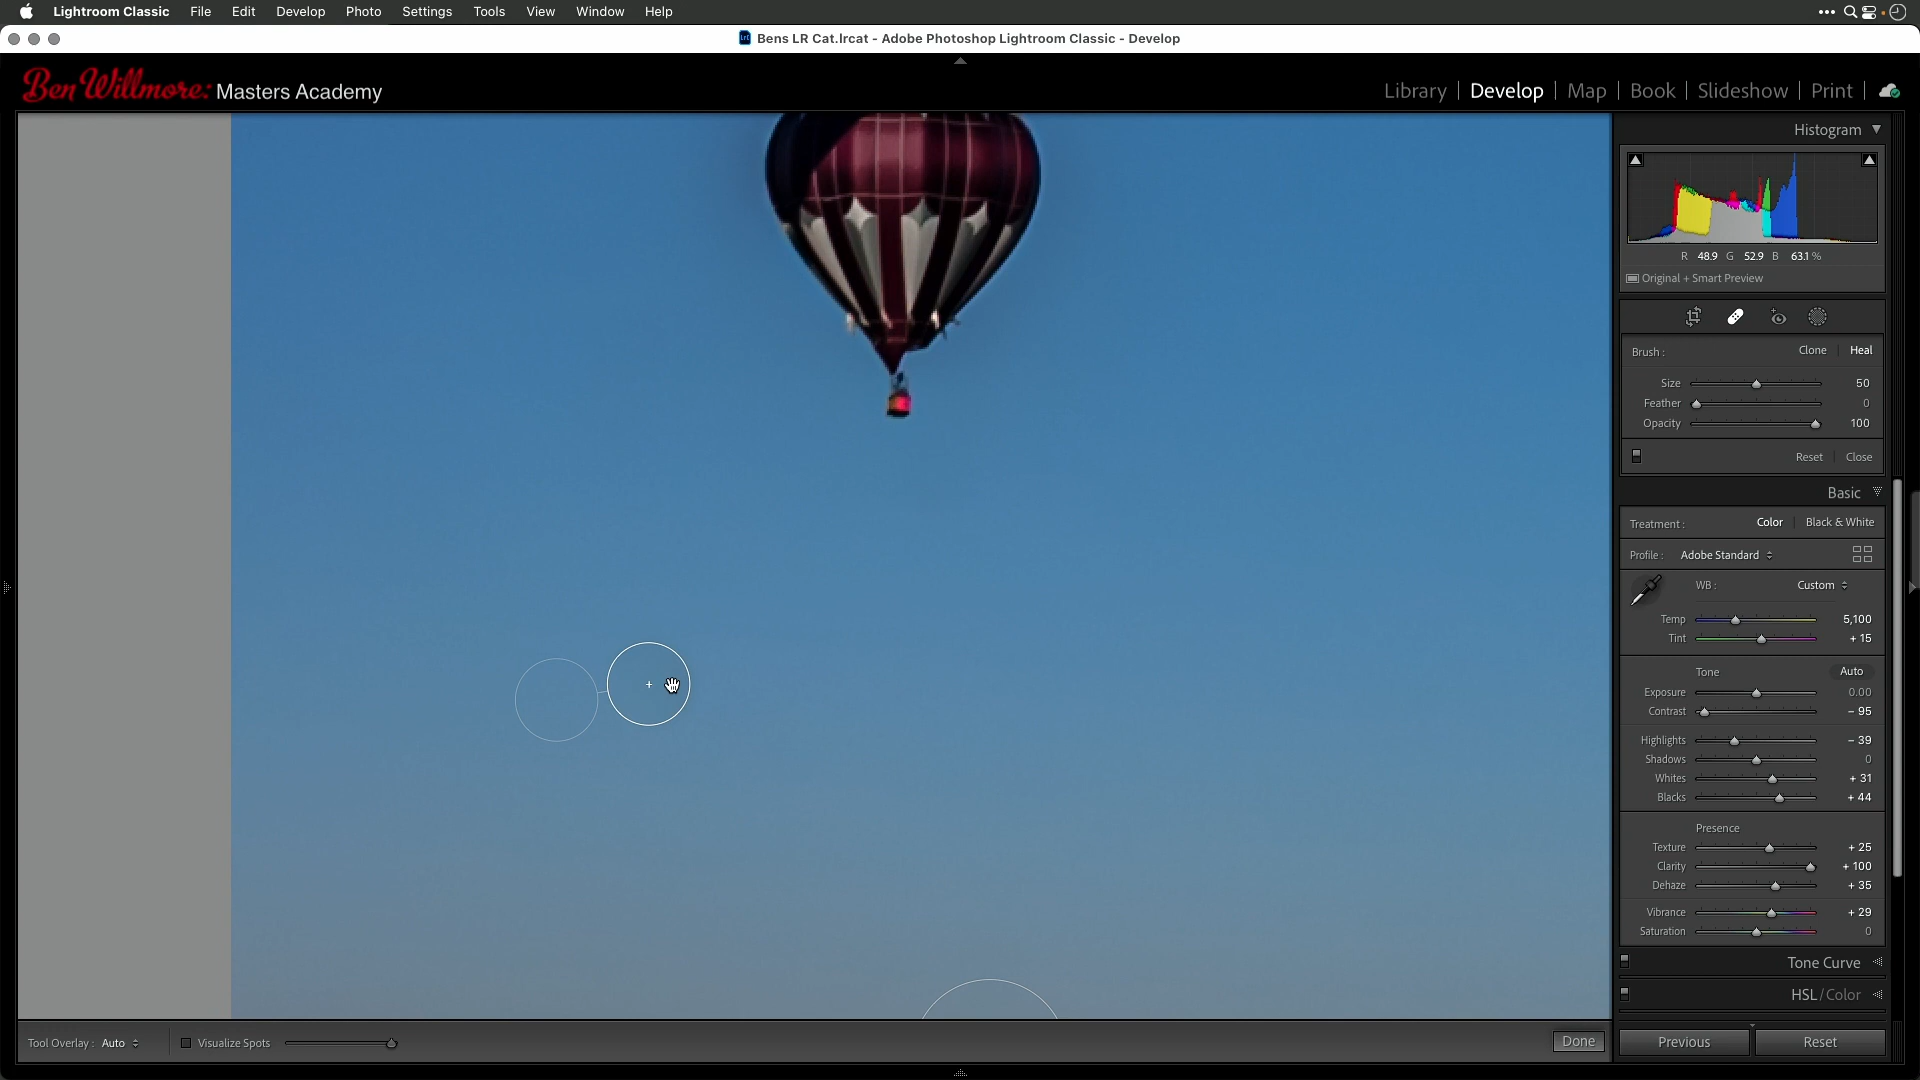 Lightroom Classic File Edit Develop Photo Settings Tools View Window Help
Bens LR Cat.lrcat - Adobe Photoshop Lightroom Classic - Develop
Ben Willmore: Masters Academy
Library | Develop | Map | Book | Slideshow | Print |
Histogram
R 48.9 G 52.9 B 63.1 %
Original + Smart Preview
Brush : Clone Heal
Size 50
Feather 0
Opacity 100
Reset Close
Basic
Treatment : Color Black & White
Profile : Adobe Standard
WB : Custom
Temp 5,100
Tint + 15
Tone Auto
Exposure 0.00
Contrast – 95
Highlights – 39
Shadows 0
Whites + 31
Blacks + 44
Presence
Texture + 25
Clarity + 100
Dehaze + 35
Vibrance + 29
Saturation 0
Tone Curve
HSL / Color
Tool Overlay : Auto Visualize Spots Done
Previous Reset